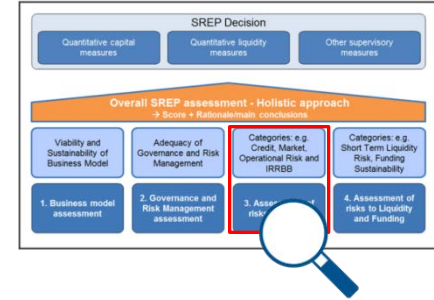 SREP Decision
Quantitative capital
measures
Quantitative liquidity
measures
Other supervisory
measures
Overall SREP assessment - Holistic approach
→ Score + Rationale/main conclusions
Viability and
Sustainability of
Business Model
Adequacy of
Governance and Risk
Management
Categories: e.g.
Credit, Market,
Operational Risk and
IRRBB
Categories: e.g.
Short Term Liquidity
Risk, Funding
Sustainability
1. Business model
assessment
2. Governance and
Risk Management
assessment
3. of
4. Assessment of
risks to Liquidity
and Funding